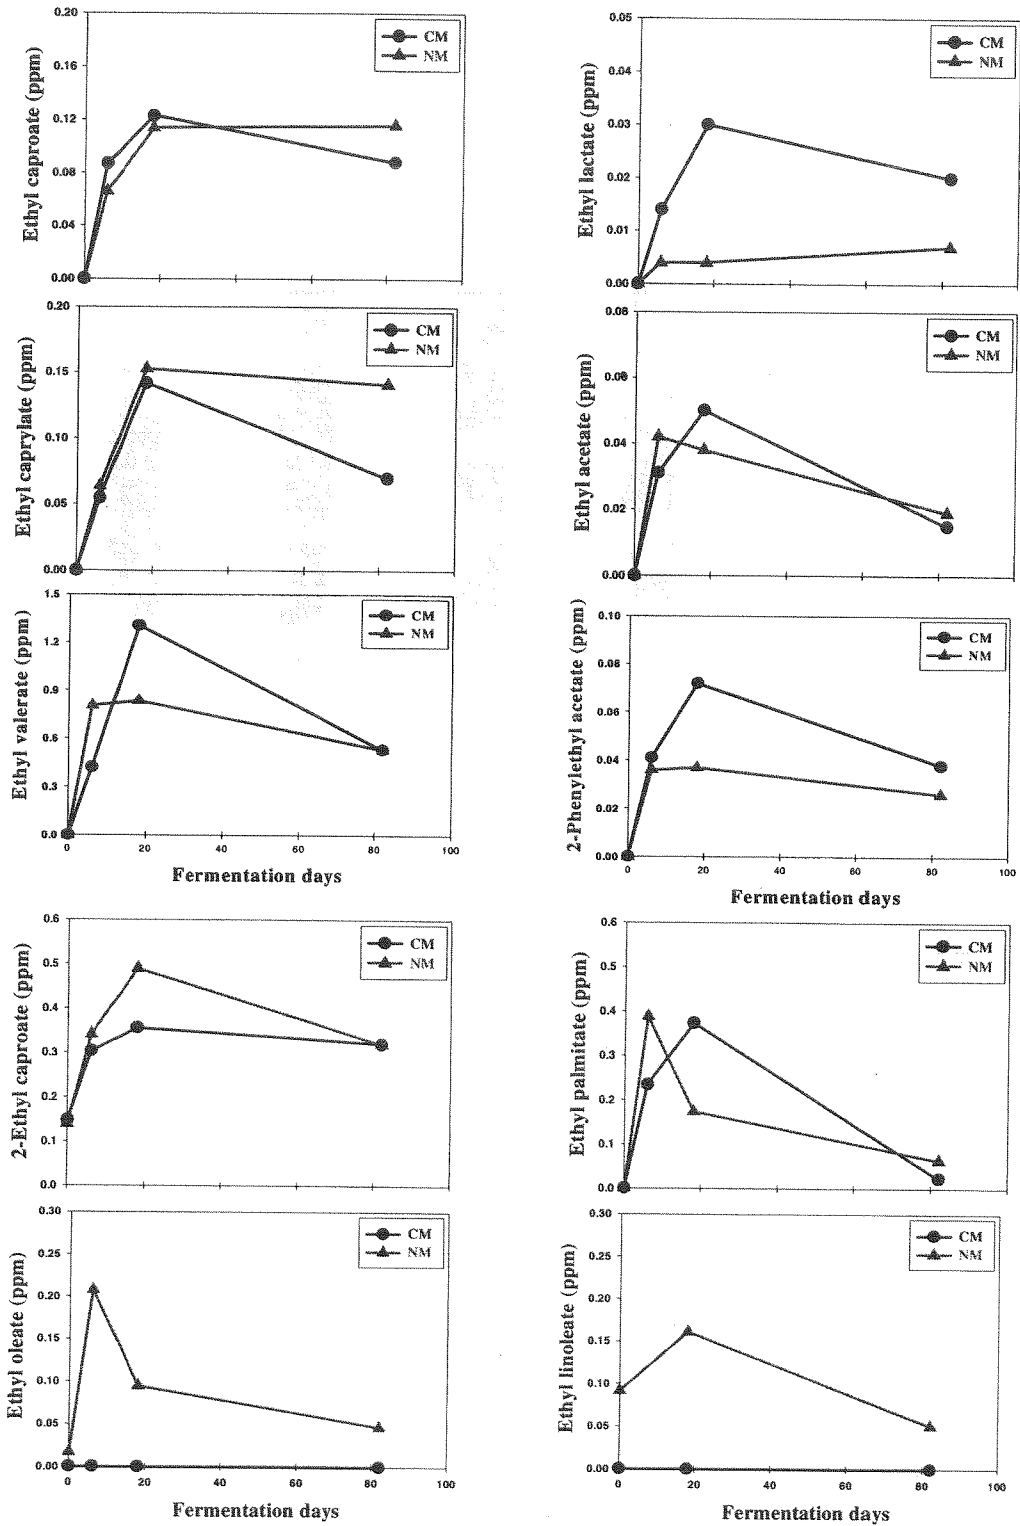 Ethyl caproate (ppm)
0.20
0.16
0.12
0.08
0.04
0.00
CM
NM
Ethyl lactate (ppm)
0.05
0.04
0.03
0.02
0.01
0.00
CM
NM
Ethyl caprylate (ppm)
0.20
0.15
0.10
0.05
0.00
CM
NM
Ethyl acetate (ppm)
0.08
0.06
0.04
0.02
0.00
CM
NM
Ethyl valerate (ppm)
1.5
1.2
0.9
0.6
0.3
0.0
CM
NM
0 20 40 60 80 100
Fermentation days
2-Phenylethyl acetate (ppm)
0.10
0.08
0.06
0.04
0.02
0.00
CM
NM
0 20 40 60 80 100
Fermentation days
2-Ethyl caproate (ppm)
0.6
0.5
0.4
0.3
0.2
0.1
0.0
CM
NM
Ethyl palmitate (ppm)
0.6
0.5
0.4
0.3
0.2
0.1
0.0
CM
NM
Ethyl oleate (ppm)
0.30
0.25
0.20
0.15
0.10
0.05
0.00
CM
NM
0 20 40 60 80 100
Fermentation days
Ethyl linoleate (ppm)
0.30
0.25
0.20
0.15
0.10
0.05
0.00
CM
NM
0 20 40 60 80 100
Fermentation days